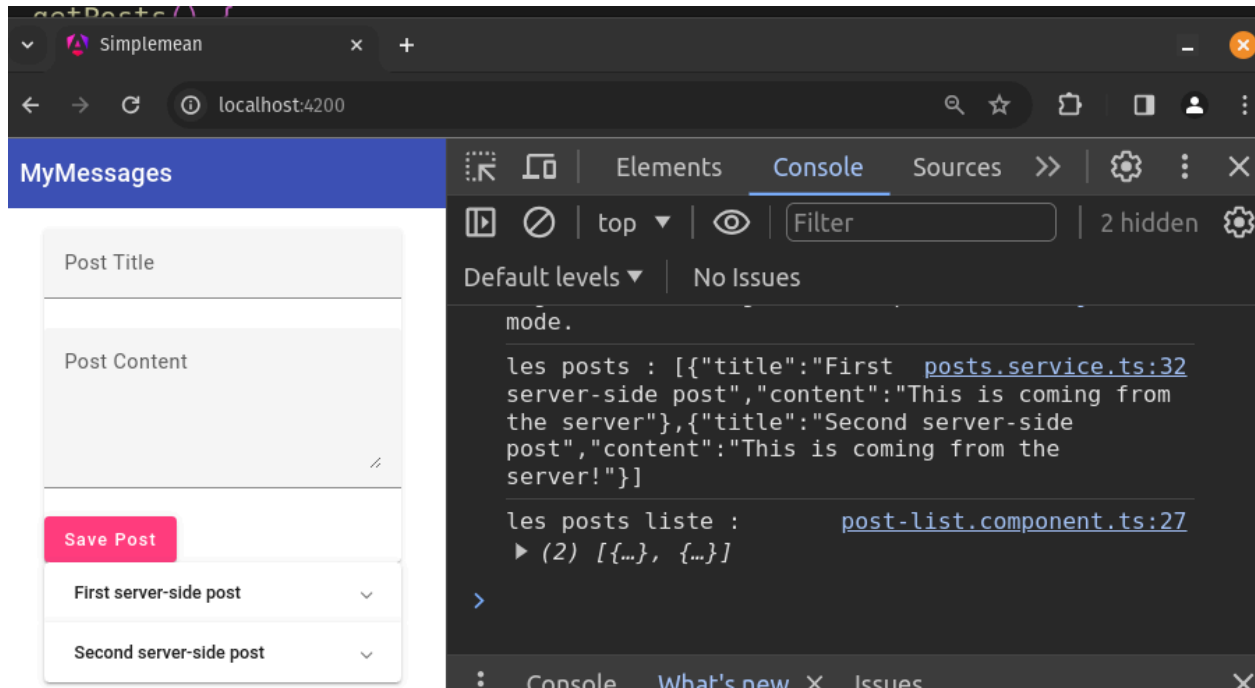 getPosts() {
Simplemean
localhost:4200
MyMessages
Elements Console Sources
top Filter 2 hidden
Default levels No Issues
mode.
les posts : [{"title":"First posts.service.ts:32
server-side post","content":"This is coming from
the server"},{"title":"Second server-side
post","content":"This is coming from the
server!"}]
les posts liste : post-list.component.ts:27
(2) [{…}, {…}]
Post Title
Post Content
Save Post
First server-side post
Second server-side post
Console What's new Issues